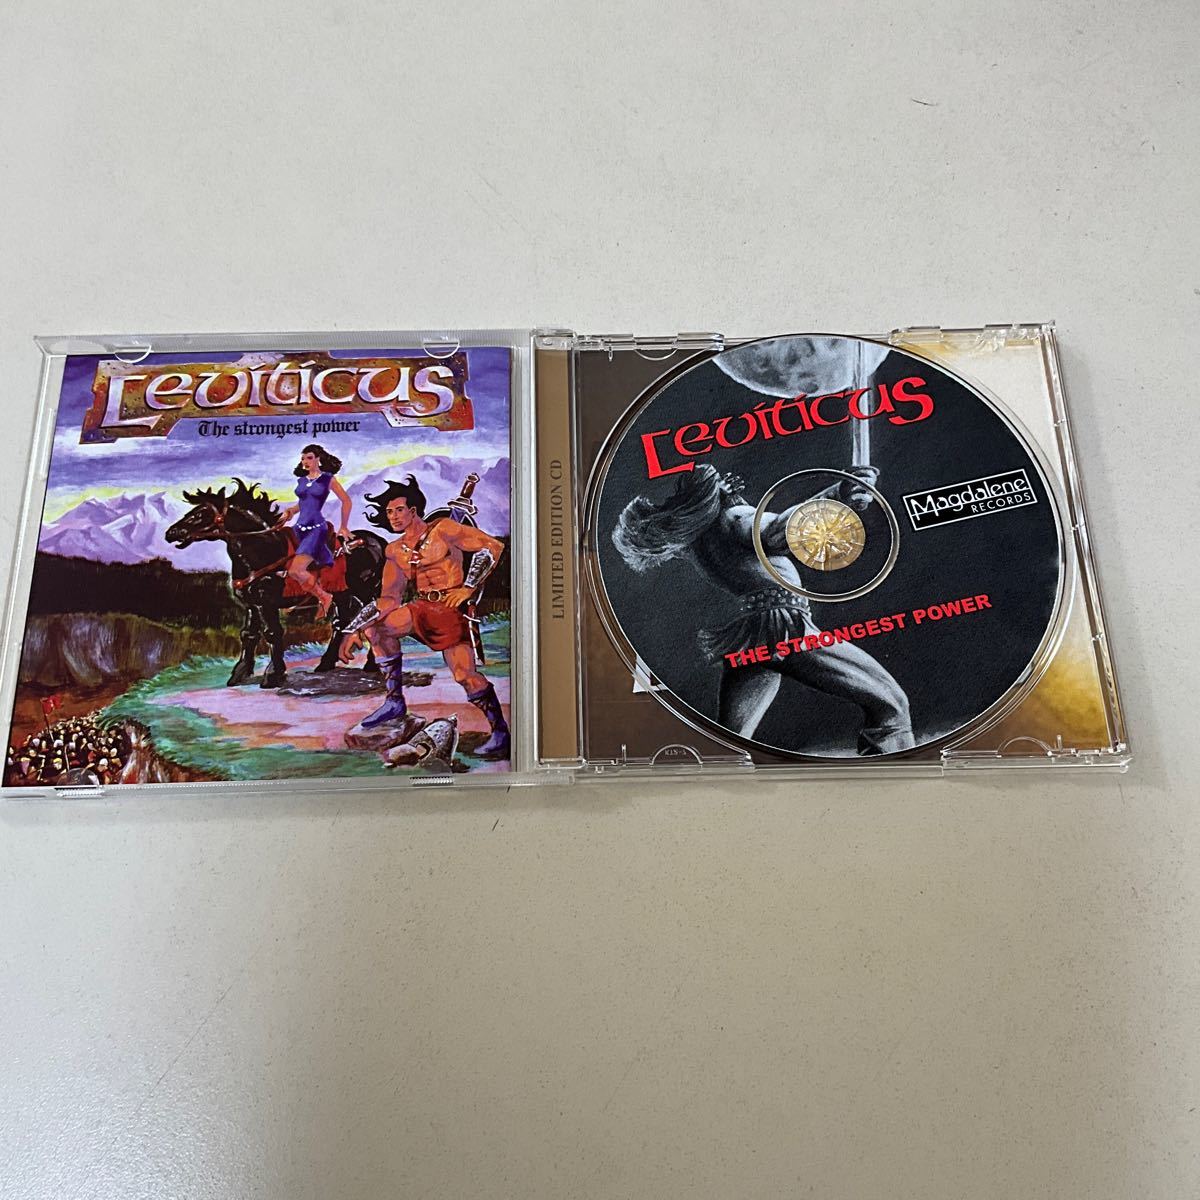 Leviticus
The strongest power
LIMITED EDITION CD
Leviticus
Magdalene
RECORDS
THE STRONGEST POWER